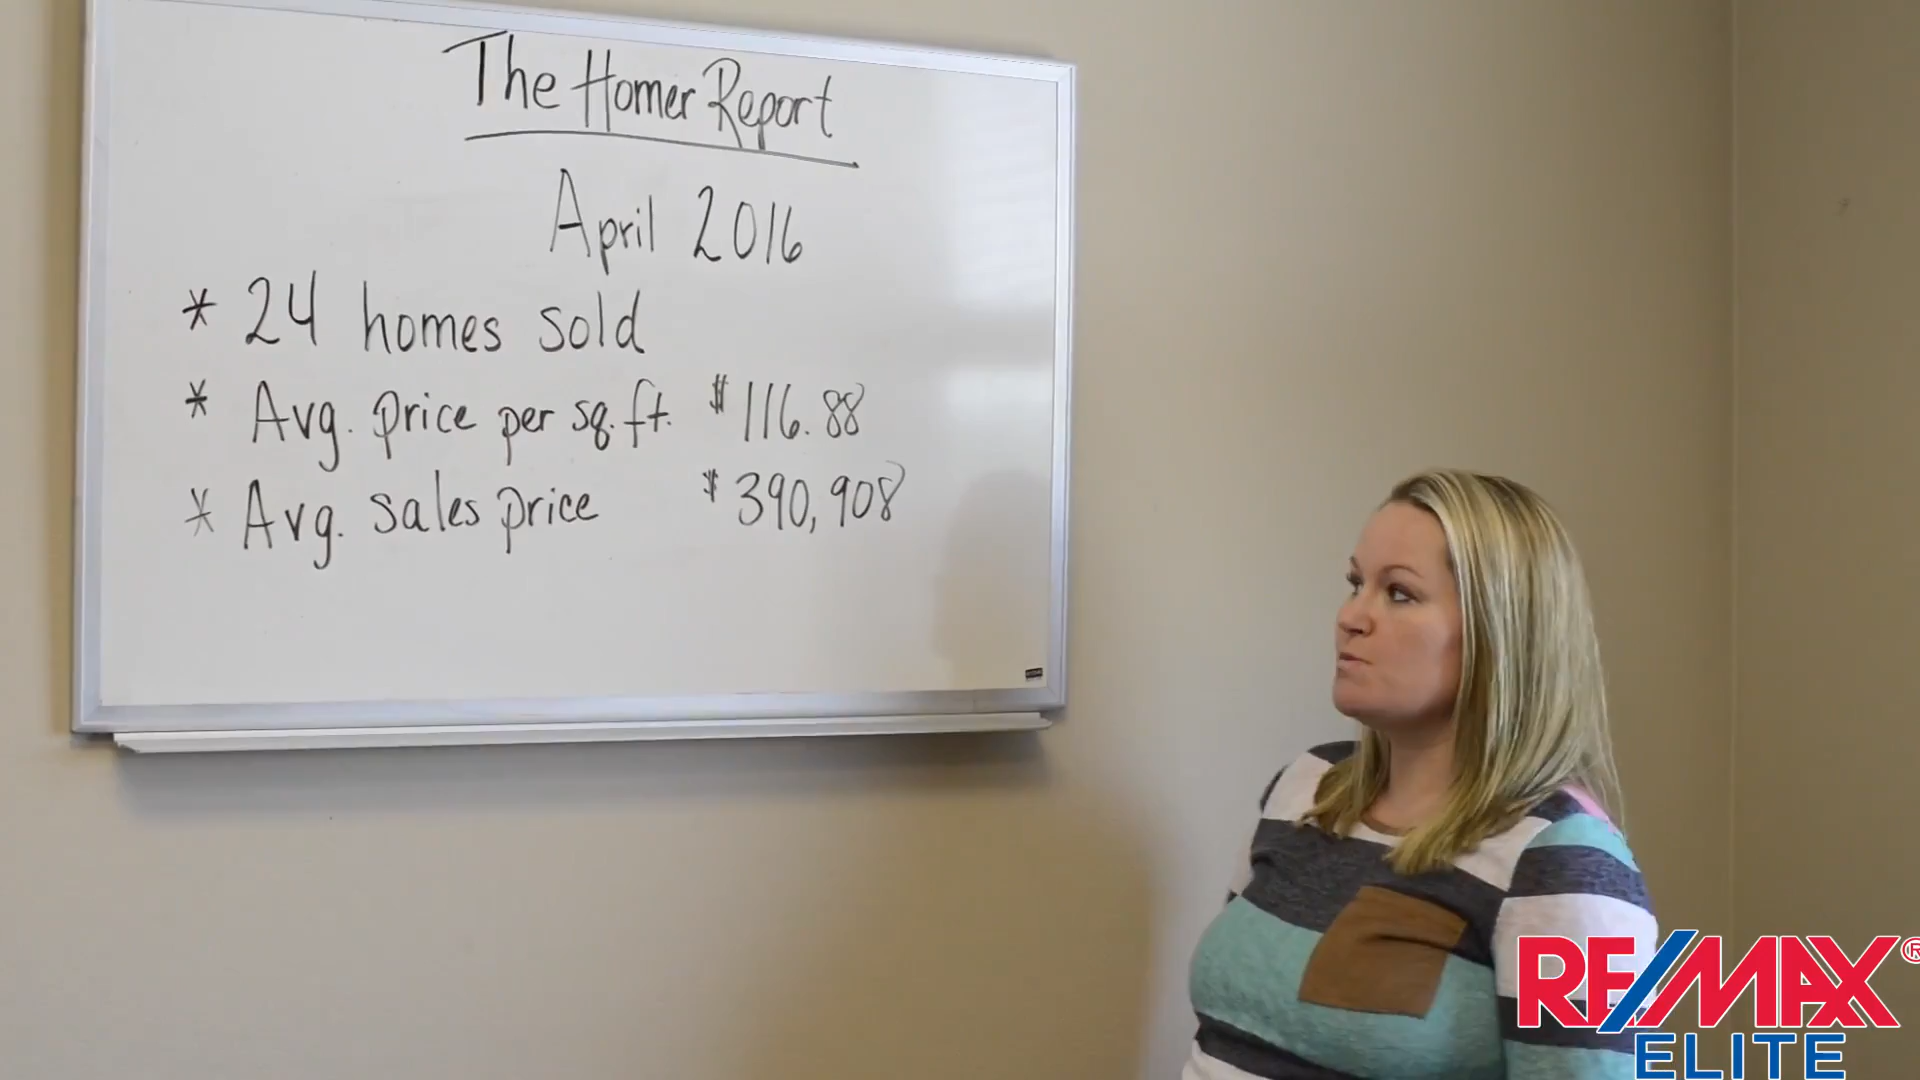 The Homer Report
April 2016
* 24 homes sold
* Avg. price per sq. ft. $116.88
* Avg. sales price $390,908
RE/MAX®
ELITE